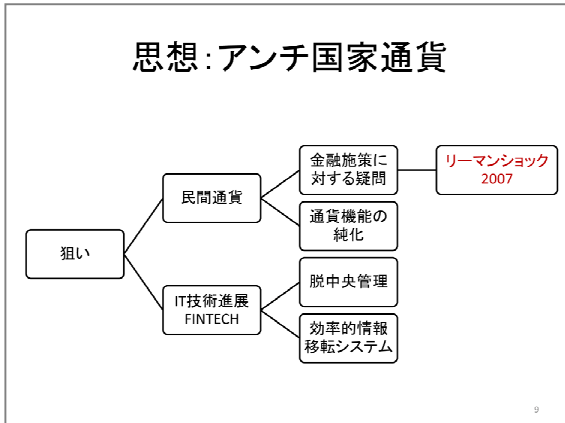 思想:アンチ国家通貨
狙い
民間通貨
金融施策に
対する疑問
リーマンショック
2007
通貨機能の
純化
IT技術進展
FINTECH
脱中央管理
効率的情報
移転システム
9